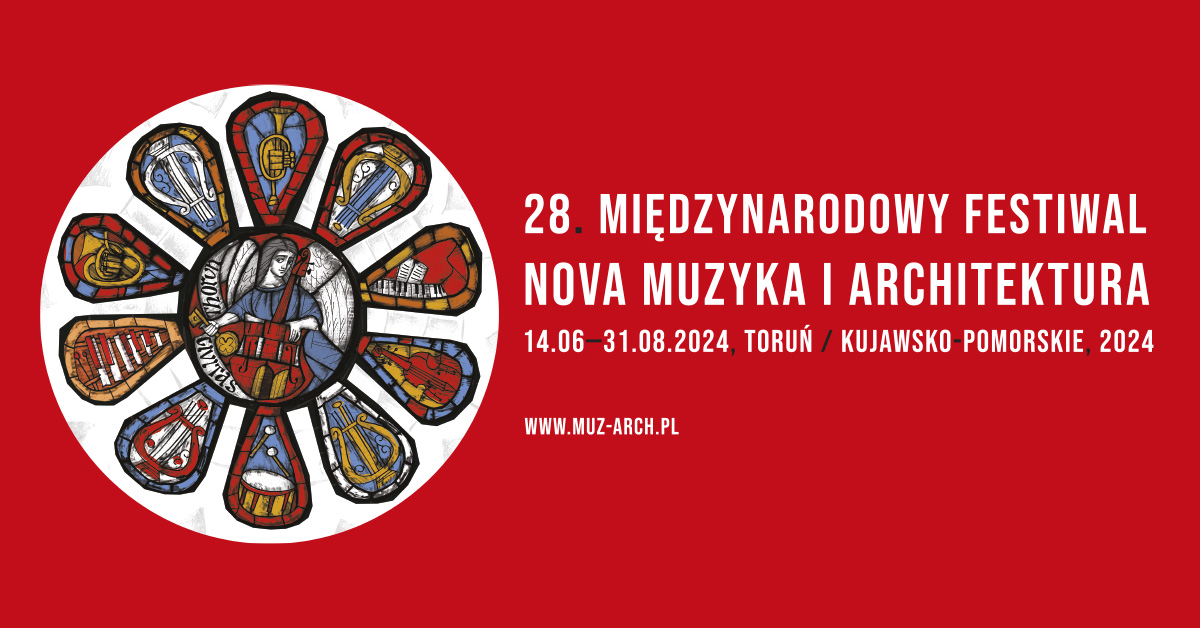 28. MIĘDZYNARODOWY FESTIWAL
NOVA MUZYKA I ARCHITEKTURA
14.06–31.08.2024, TORUŃ / KUJAWSKO-POMORSKIE, 2024
WWW.MUZ-ARCH.PL